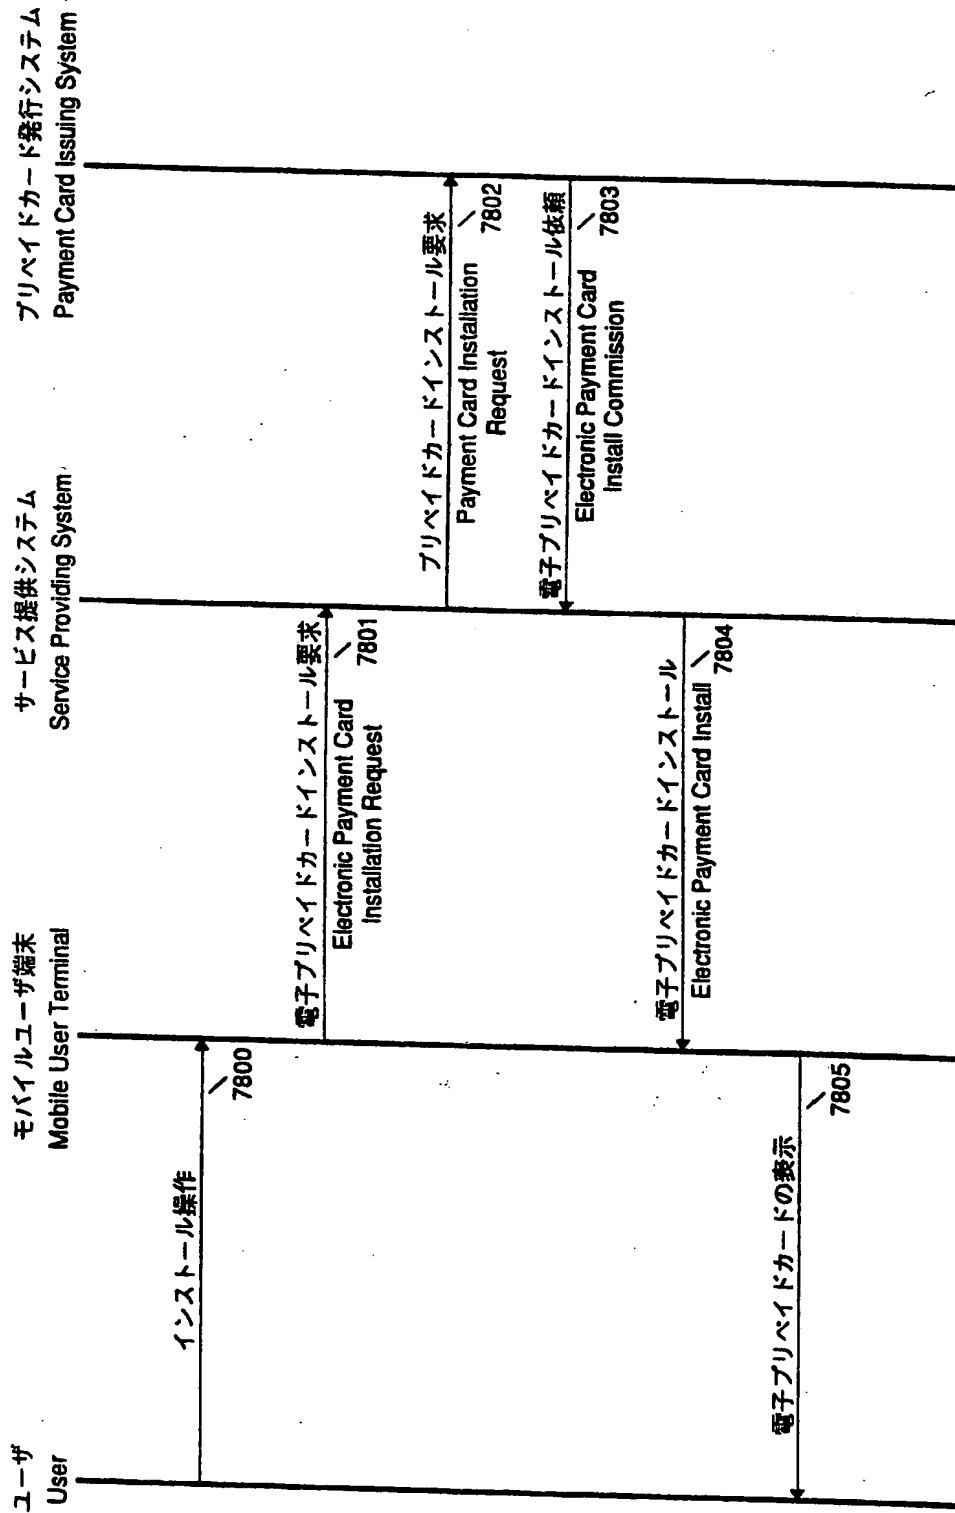 ユーザ
User
モバイルユーザ端末
Mobile User Terminal
サービス提供システム
Service Providing System
プリペイドカード発行システム
Payment Card Issuing System
インストール操作
7800
電子プリペイドカードインストール要求
7801
Electronic Payment Card
Installation Request
プリペイドカードインストール要求
7802
Payment Card Installation
Request
電子プリペイドカードインストール依頼
7803
Electronic Payment Card
Install Commission
電子プリペイドカードインストール
7804
Electronic Payment Card Install
電子プリペイドカードの表示
7805